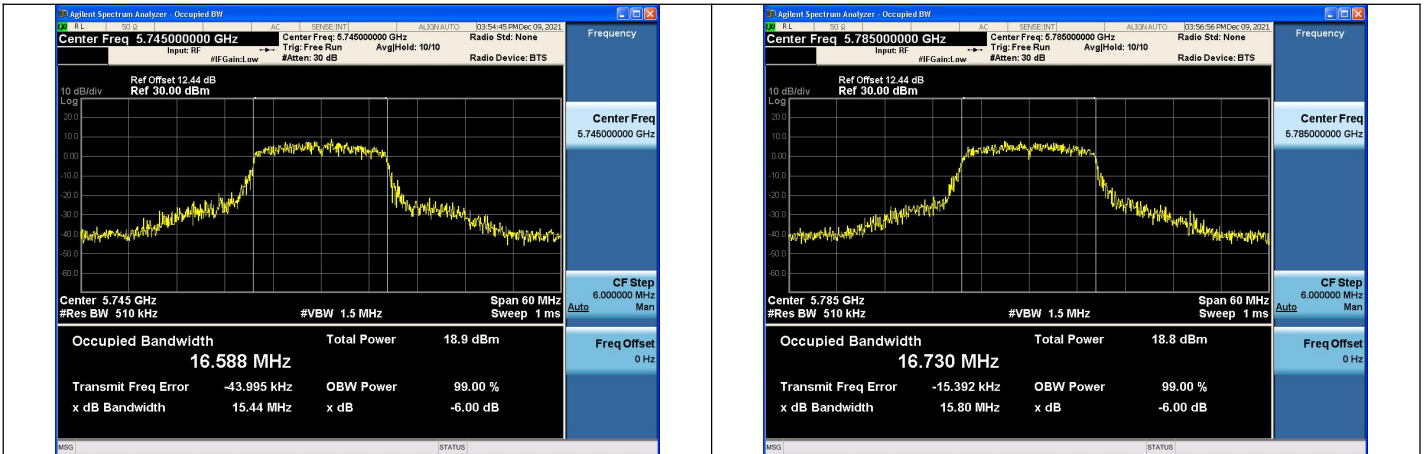 Agilent Spectrum Analyzer - Occupied BW
RL 50 Ω AC SENSE:INT ALIGNAUTO 03:54:45 PMDec 09, 2021
Center Freq 5.745000000 GHz
Center Freq: 5.745000000 GHz
Radio Std: None
Input: RF
Trig: Free Run Avg|Hold: 10/10
#IFGain:Low
#Atten: 30 dB
Radio Device: BTS
Frequency
Ref Offset 12.44 dB
10 dB/div Ref 30.00 dBm
Log
20.0
10.0
0.00
-10.0
-20.0
-30.0
-40.0
-50.0
-60.0
Center Freq
5.745000000 GHz
CF Step
6.000000 MHz
Auto Man
Freq Offset
0 Hz
Center 5.745 GHz Span 60 MHz
#Res BW 510 kHz #VBW 1.5 MHz Sweep 1 ms
Occupied Bandwidth Total Power 18.9 dBm
16.588 MHz
Transmit Freq Error -43.995 kHz OBW Power 99.00 %
x dB Bandwidth 15.44 MHz x dB -6.00 dB
MSG STATUS
Agilent Spectrum Analyzer - Occupied BW
RL 50 Ω AC SENSE:INT ALIGNAUTO 03:56:56 PMDec 09, 2021
Center Freq 5.785000000 GHz
Center Freq: 5.785000000 GHz
Radio Std: None
Input: RF
Trig: Free Run Avg|Hold: 10/10
#IFGain:Low
#Atten: 30 dB
Radio Device: BTS
Frequency
Ref Offset 12.44 dB
10 dB/div Ref 30.00 dBm
Log
20.0
10.0
0.00
-10.0
-20.0
-30.0
-40.0
-50.0
-60.0
Center Freq
5.785000000 GHz
CF Step
6.000000 MHz
Auto Man
Freq Offset
0 Hz
Center 5.785 GHz Span 60 MHz
#Res BW 510 kHz #VBW 1.5 MHz Sweep 1 ms
Occupied Bandwidth Total Power 18.8 dBm
16.730 MHz
Transmit Freq Error -15.392 kHz OBW Power 99.00 %
x dB Bandwidth 15.80 MHz x dB -6.00 dB
MSG STATUS